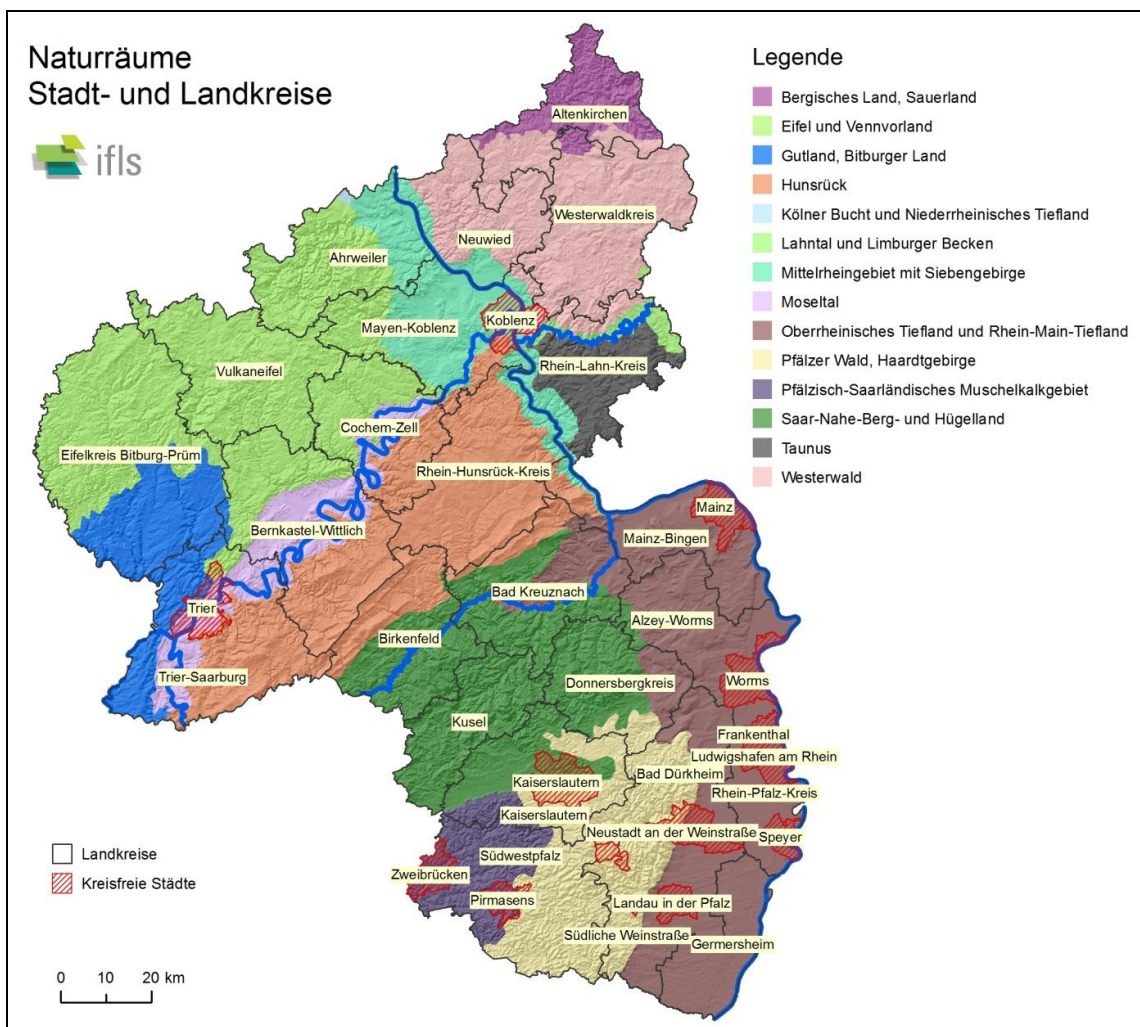 Naturräume
Stadt- und Landkreise
ifls
Legende
Bergisches Land, Sauerland
Eifel und Vennvorland
Gutland, Bitburger Land
Hunsrück
Kölner Bucht und Niederrheinisches Tiefland
Lahntal und Limburger Becken
Mittelrheingebiet mit Siebengebirge
Moseltal
Oberrheinisches Tiefland und Rhein-Main-Tiefland
Pfälzer Wald, Haardtgebirge
Pfälzisch-Saarländisches Muschelkalkgebiet
Saar-Nahe-Berg- und Hügelland
Taunus
Westerwald
Altenkirchen
Westerwaldkreis
Neuwied
Ahrweiler
Koblenz
Mayen-Koblenz
Rhein-Lahn-Kreis
Vulkaneifel
Cochem-Zell
Eifelkreis Bitburg-Prüm
Rhein-Hunsrück-Kreis
Mainz
Bernkastel-Wittlich
Mainz-Bingen
Bad Kreuznach
Trier
Alzey-Worms
Birkenfeld
Trier-Saarburg
Donnersbergkreis
Worms
Kusel
Frankenthal
Ludwigshafen am Rhein
Kaiserslautern
Bad Dürkheim
Rhein-Pfalz-Kreis
Kaiserslautern
Neustadt an der Weinstraße
Speyer
Südwestpfalz
Zweibrücken
Pirmasens
Landau in der Pfalz
Südliche Weinstraße
Germersheim
Landkreise
Kreisfreie Städte
0 10 20 km